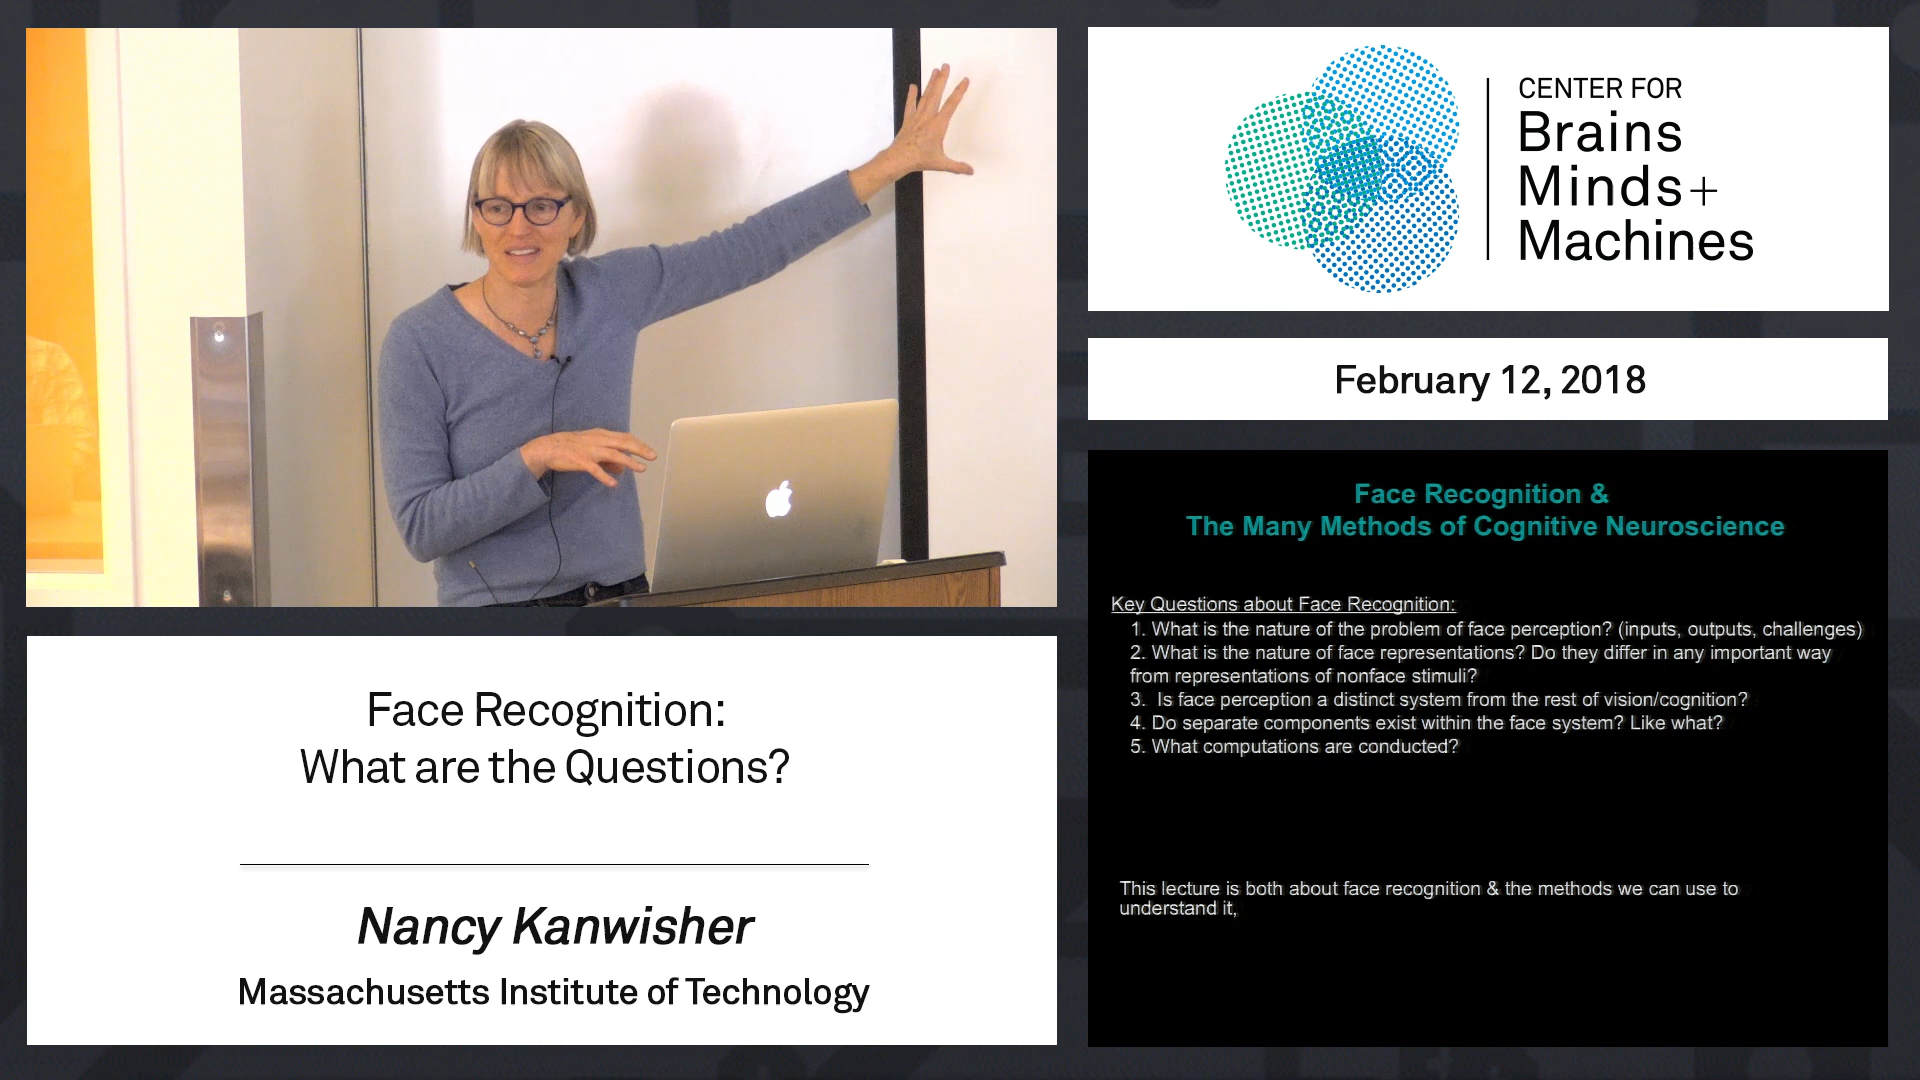 CENTER FOR
Brains
Minds+
Machines
February 12, 2018
Face Recognition:
What are the Questions?
Nancy Kanwisher
Massachusetts Institute of Technology
Face Recognition &
The Many Methods of Cognitive Neuroscience
Key Questions about Face Recognition:
1. What is the nature of the problem of face perception? (inputs, outputs, challenges)
2. What is the nature of face representations? Do they differ in any important way
from representations of nonface stimuli?
3. Is face perception a distinct system from the rest of vision/cognition?
4. Do separate components exist within the face system? Like what?
5. What computations are conducted?
This lecture is both about face recognition & the methods we can use to
understand it,